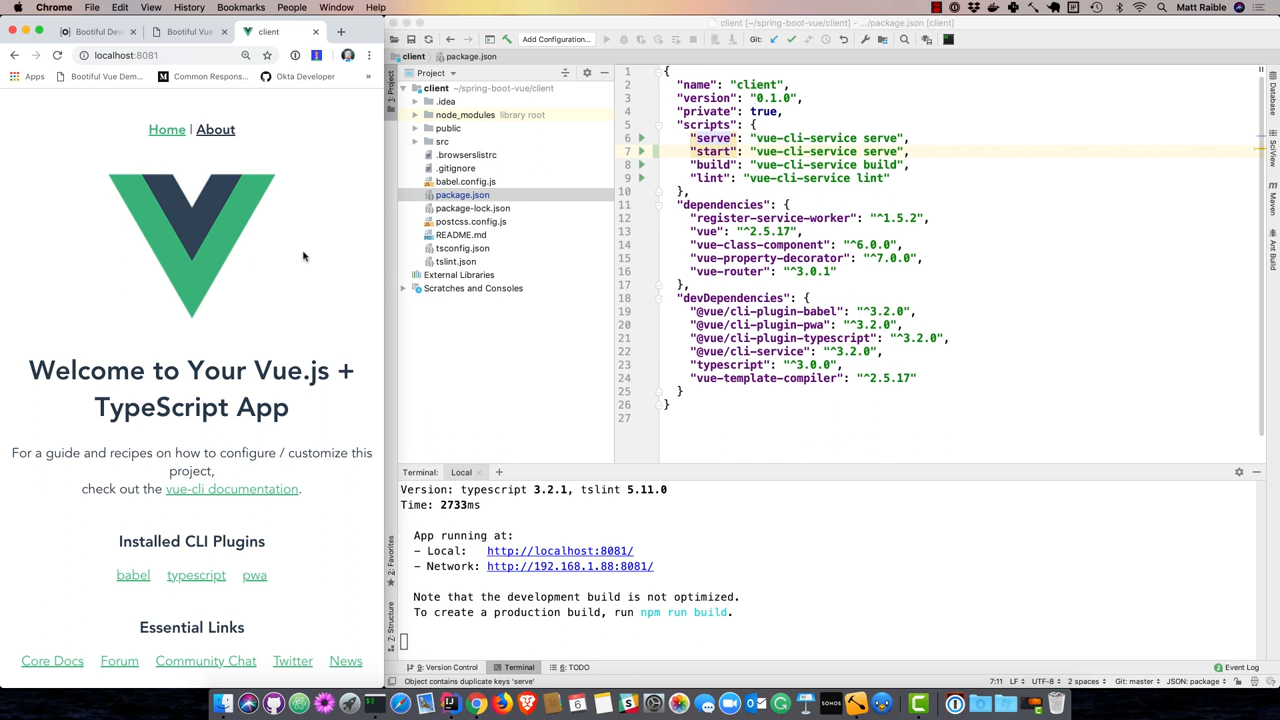 Chrome File Edit View History Bookmarks People Window Help
Matt Raible
Bootiful De
Bootiful Vue
client
client [~/spring-boot-vue/client] - .../package.json [client]
Add Configuration...
Git:
localhost:8081
client
package.json
Apps
Bootiful Vue Dem...
Common Respons...
Okta Developer
»
Home | About
Welcome to Your Vue.js +
TypeScript App
For a guide and recipes on how to configure / customize this
project,
check out the vue-cli documentation.
Installed CLI Plugins
babel typescript pwa
Essential Links
Core Docs Forum Community Chat Twitter News
1: Project
2: Favorites
7: Structure
Project
client ~/spring-boot-vue/client
.idea
node_modules library root
public
src
.browserslistrc
.gitignore
babel.config.js
package.json
package-lock.json
postcss.config.js
README.md
tsconfig.json
tslint.json
External Libraries
Scratches and Consoles
1 {
2 "name": "client",
3 "version": "0.1.0",
4 "private": true,
5 "scripts": {
6 "serve": "vue-cli-service serve",
7 "start": "vue-cli-service serve",
8 "build": "vue-cli-service build",
9 "lint": "vue-cli-service lint"
10 },
11 "dependencies": {
12 "register-service-worker": "^1.5.2",
13 "vue": "^2.5.17",
14 "vue-class-component": "^6.0.0",
15 "vue-property-decorator": "^7.0.0",
16 "vue-router": "^3.0.1"
17 },
18 "devDependencies": {
19 "@vue/cli-plugin-babel": "^3.2.0",
20 "@vue/cli-plugin-pwa": "^3.2.0",
21 "@vue/cli-plugin-typescript": "^3.2.0",
22 "@vue/cli-service": "^3.2.0",
23 "typescript": "^3.0.0",
24 "vue-template-compiler": "^2.5.17"
25 }
26 }
27
Database
SciView
Maven
Ant Build
Terminal: Local
Version: typescript 3.2.1, tslint 5.11.0
Time: 2733ms
App running at:
- Local: http://localhost:8081/
- Network: http://192.168.1.88:8081/
Note that the development build is not optimized.
To create a production build, run npm run build.
9: Version Control
Terminal
6: TODO
2 Event Log
Object contains duplicate keys 'serve'
7:11 LF UTF-8 2 spaces Git: master JSON: package
6
SONOS